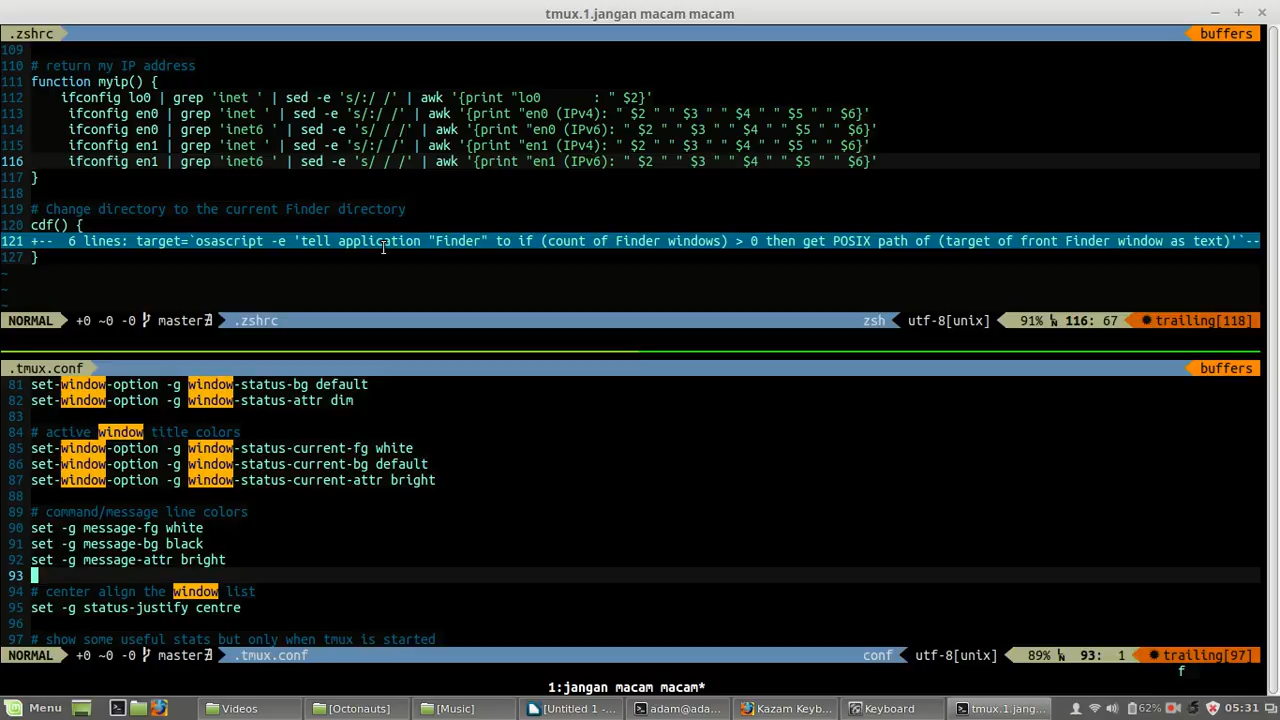 tmux.1.jangan macam macam
.zshrc buffers
109
110 # return my IP address
111 function myip() {
112     ifconfig lo0 | grep 'inet ' | sed -e 's/:/ /' | awk '{print "lo0       : " $2}'
113      ifconfig en0 | grep 'inet ' | sed -e 's/:/ /' | awk '{print "en0 (IPv4): " $2 " " $3 " " $4 " " $5 " " $6}'
114      ifconfig en0 | grep 'inet6 ' | sed -e 's/ / /' | awk '{print "en0 (IPv6): " $2 " " $3 " " $4 " " $5 " " $6}'
115      ifconfig en1 | grep 'inet ' | sed -e 's/:/ /' | awk '{print "en1 (IPv4): " $2 " " $3 " " $4 " " $5 " " $6}'
116      ifconfig en1 | grep 'inet6 ' | sed -e 's/ / /' | awk '{print "en1 (IPv6): " $2 " " $3 " " $4 " " $5 " " $6}'
117 }
118
119 # Change directory to the current Finder directory
120 cdf() {
121 +--  6 lines: target=`osascript -e 'tell application "Finder" to if (count of Finder windows) > 0 then get POSIX path of (target of front Finder window as text)'`--
127 }
~
~
~
NORMAL +0 ~0 -0 master .zshrc zsh utf-8[unix] 91% 116: 67 trailing[118]
.tmux.conf buffers
81 set-window-option -g window-status-bg default
82 set-window-option -g window-status-attr dim
83
84 # active window title colors
85 set-window-option -g window-status-current-fg white
86 set-window-option -g window-status-current-bg default
87 set-window-option -g window-status-current-attr bright
88
89 # command/message line colors
90 set -g message-fg white
91 set -g message-bg black
92 set -g message-attr bright
93
94 # center align the window list
95 set -g status-justify centre
96
97 # show some useful stats but only when tmux is started
NORMAL +0 ~0 -0 master .tmux.conf conf utf-8[unix] 89% 93: 1 trailing[97]
f
1:jangan macam macam*
Menu Videos [Octonauts] [Music] [Untitled 1 -... adam@ada... Kazam Keyb... Keyboard tmux.1.jang... 62% 05:31